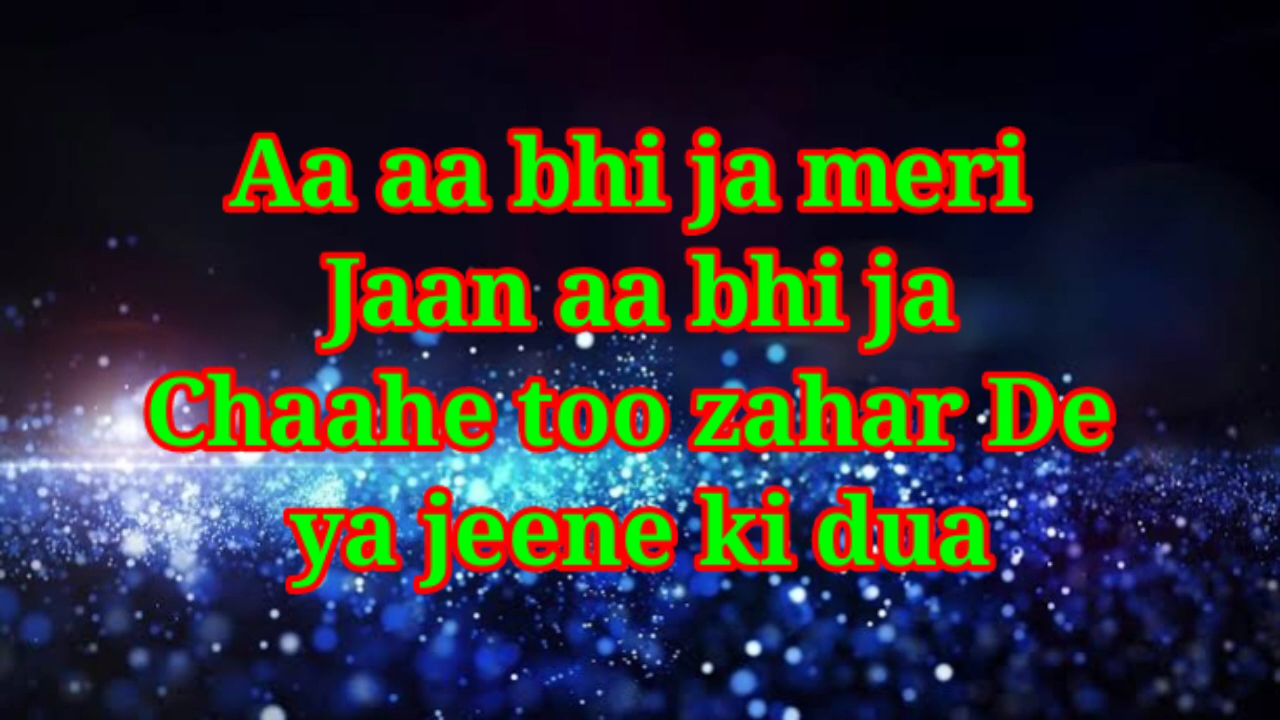 Aa aa bhi ja meri
Jaan aa bhi ja
Chaahe too zahar De
ya jeene ki dua